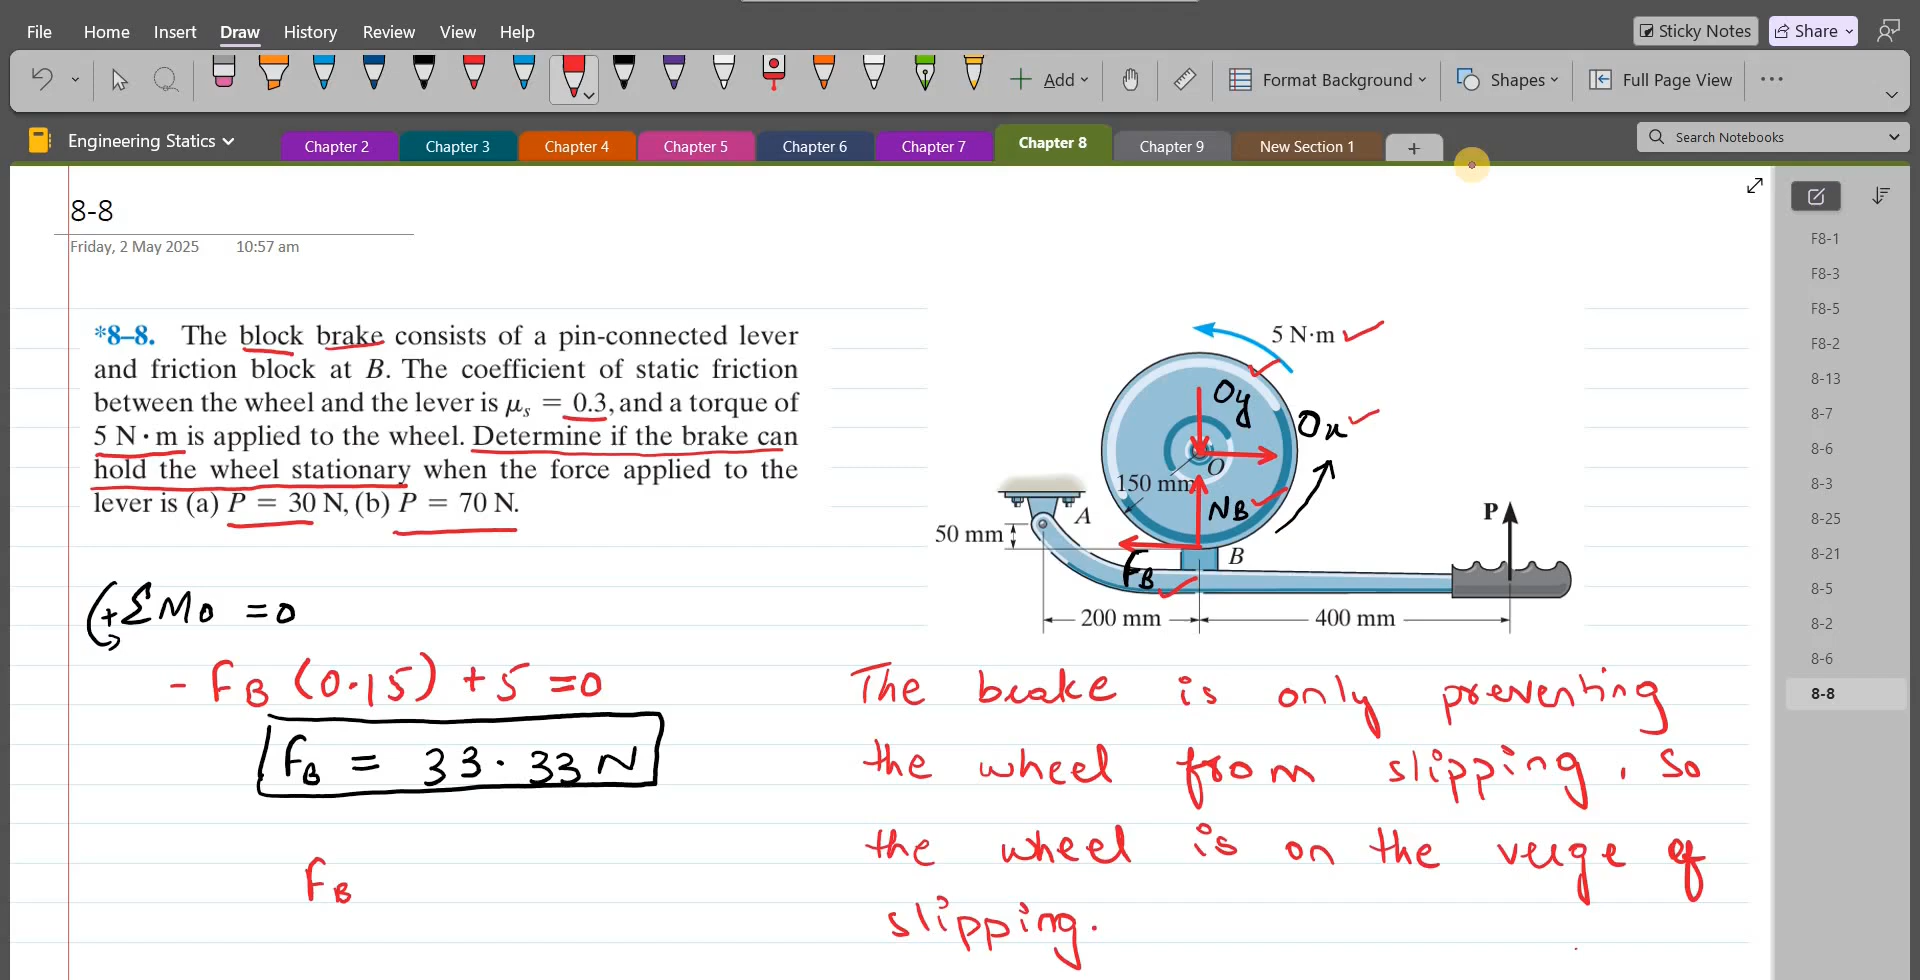 File Home Insert Draw History Review View Help
Sticky Notes Share
Add Format Background Shapes Full Page View
Engineering Statics
Chapter 2 Chapter 3 Chapter 4 Chapter 5 Chapter 6 Chapter 7 Chapter 8 Chapter 9 New Section 1 +
Search Notebooks
8-8
Friday, 2 May 2025 10:57 am
*8–8. The block brake consists of a pin-connected lever
and friction block at B. The coefficient of static friction
between the wheel and the lever is μs = 0.3, and a torque of
5 N·m is applied to the wheel. Determine if the brake can
hold the wheel stationary when the force applied to the
lever is (a) P = 30 N, (b) P = 70 N.
5 N·m
Oy
Ox
O
150 mm
NB
A
50 mm
B
FB
P
200 mm
400 mm
(+ ΣMO = 0
- FB (0.15) + 5 = 0
FB = 33.33 N
FB
The brake is only preventing
the wheel from slipping. So
the wheel is on the verge of
slipping.
F8-1
F8-3
F8-5
F8-2
8-13
8-7
8-6
8-3
8-25
8-21
8-5
8-2
8-6
8-8